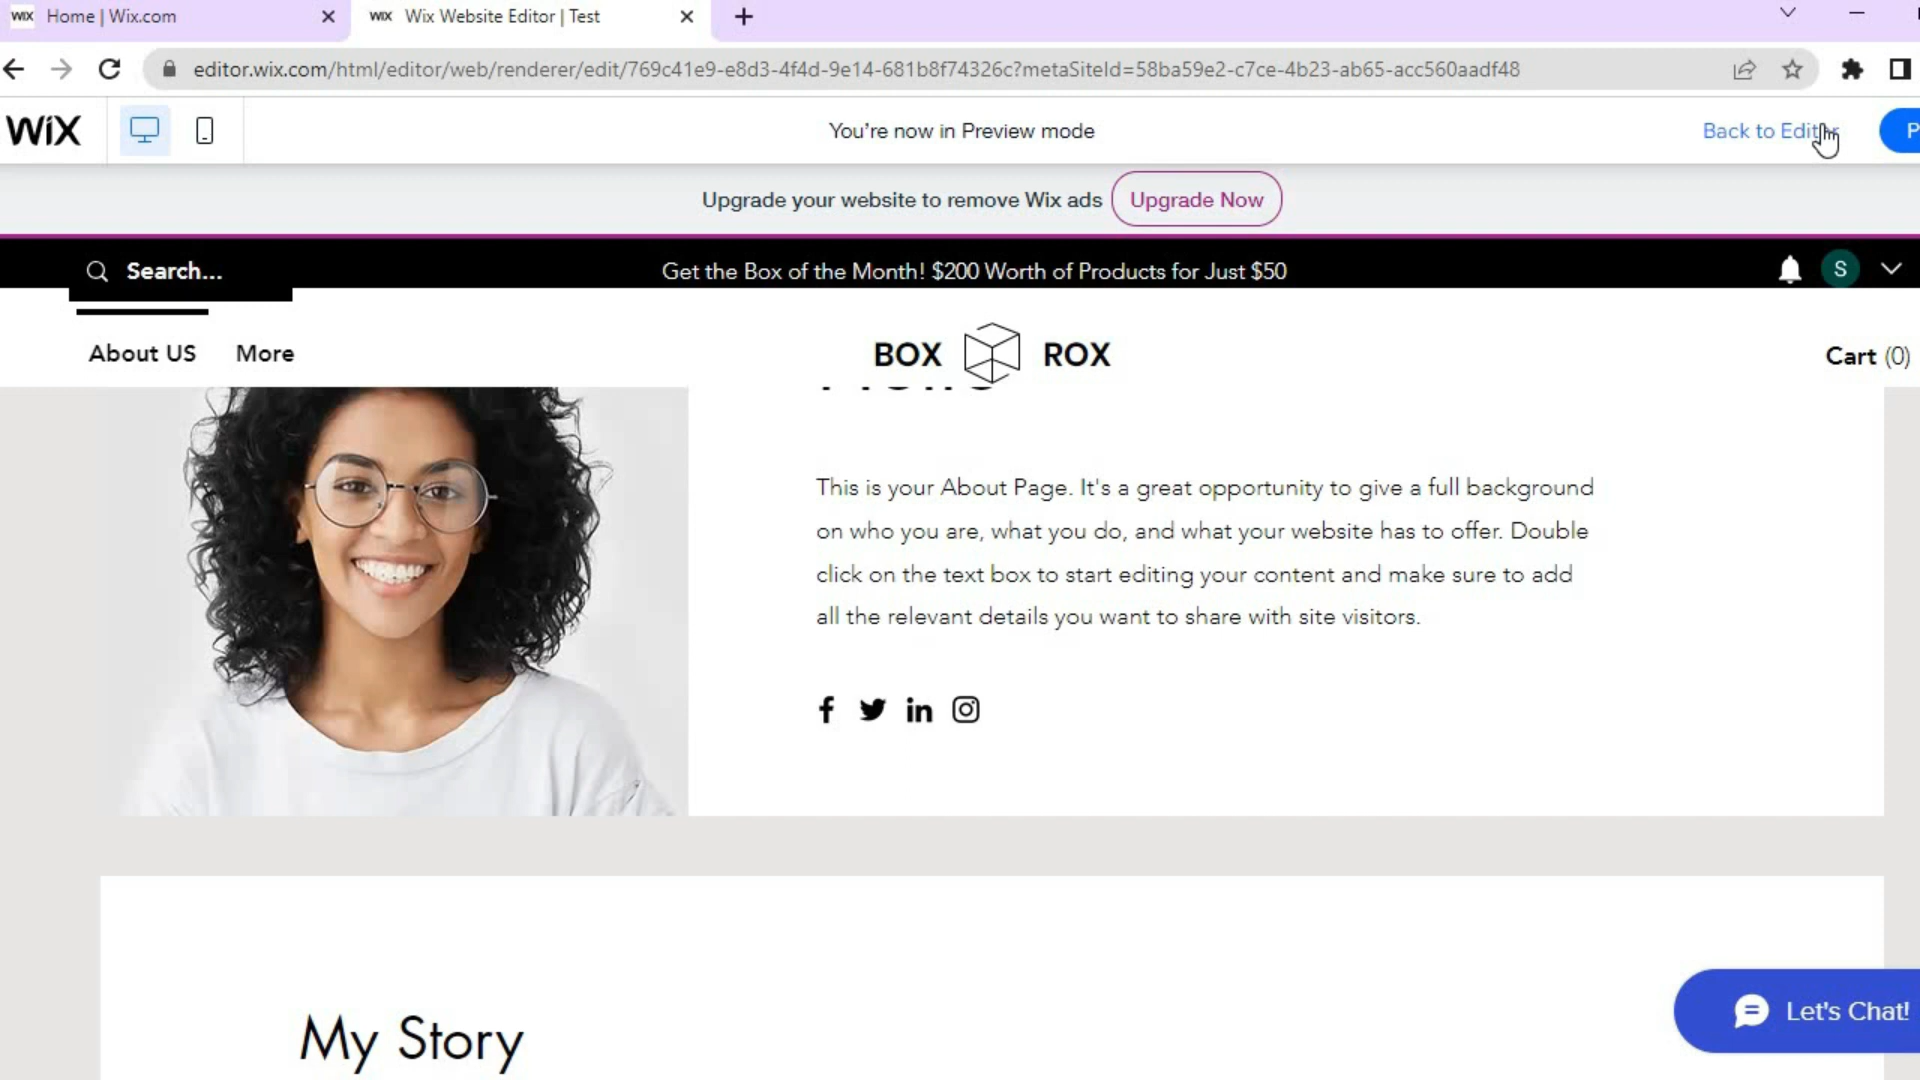 WIX Home | Wix.com
WIX Wix Website Editor | Test
editor.wix.com/html/editor/web/renderer/edit/769c41e9-e8d3-4f4d-9e14-681b8f74326c?metaSiteId=58ba59e2-c7ce-4b23-ab65-acc560aadf48
WiX
You're now in Preview mode
Back to Editor
P
Upgrade your website to remove Wix ads
Upgrade Now
Search...
Get the Box of the Month! $200 Worth of Products for Just $50
S
About US
More
BOX ROX
Cart (0)
This is your About Page. It's a great opportunity to give a full background
on who you are, what you do, and what your website has to offer. Double
click on the text box to start editing your content and make sure to add
all the relevant details you want to share with site visitors.
My Story
Let's Chat!